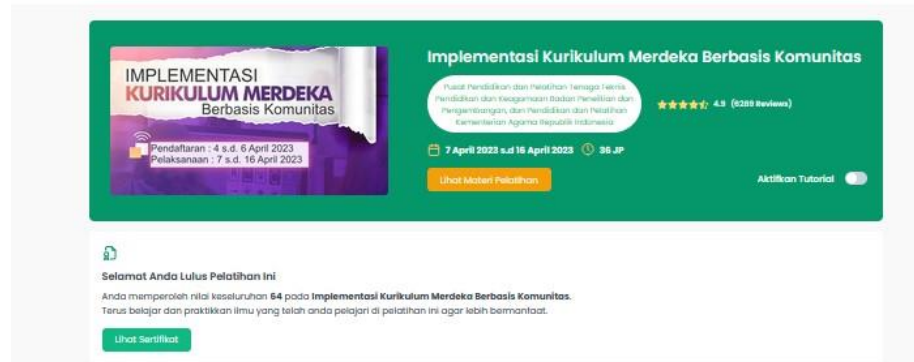 IMPLEMENTASI
KURIKULUM MERDEKA
Berbasis Komunitas
Pendaftaran : 4 s.d. 6 April 2023
Pelaksanaan : 7 s.d. 16 April 2023
Implementasi Kurikulum Merdeka Berbasis Komunitas
Pusat Pendidikan dan Pelatihan Tenaga Teknis
Pendidikan dan Keagamaan Badan Penelitian dan
Pengembangan, dan Pendidikan dan Pelatihan
Kementerian Agama Republik Indonesia
4.9 (6289 Reviews)
7 April 2023 s.d 16 April 2023 36 JP
Lihat Materi Pelatihan
Aktifkan Tutorial
Selamat Anda Lulus Pelatihan Ini
Anda memperoleh nilai keseluruhan 64 pada Implementasi Kurikulum Merdeka Berbasis Komunitas.
Terus belajar dan praktikkan ilmu yang telah anda pelajari di pelatihan ini agar lebih bermanfaat.
Lihat Sertifikat